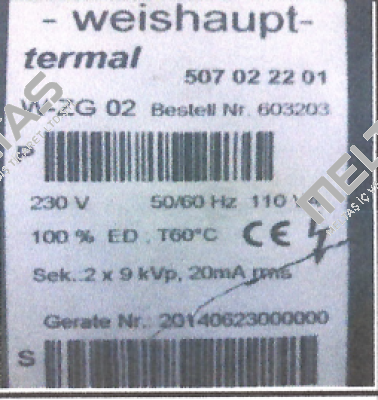 - weishaupt-
termal
507 02 22 01
W-ZG 02 Bestell Nr. 603203
P
230 V 50/60 Hz 110
100 % ED , T60°C CE
Sek.:2 x 9 kVp, 20mA rms
Gerate Nr.: 20140623000000
S